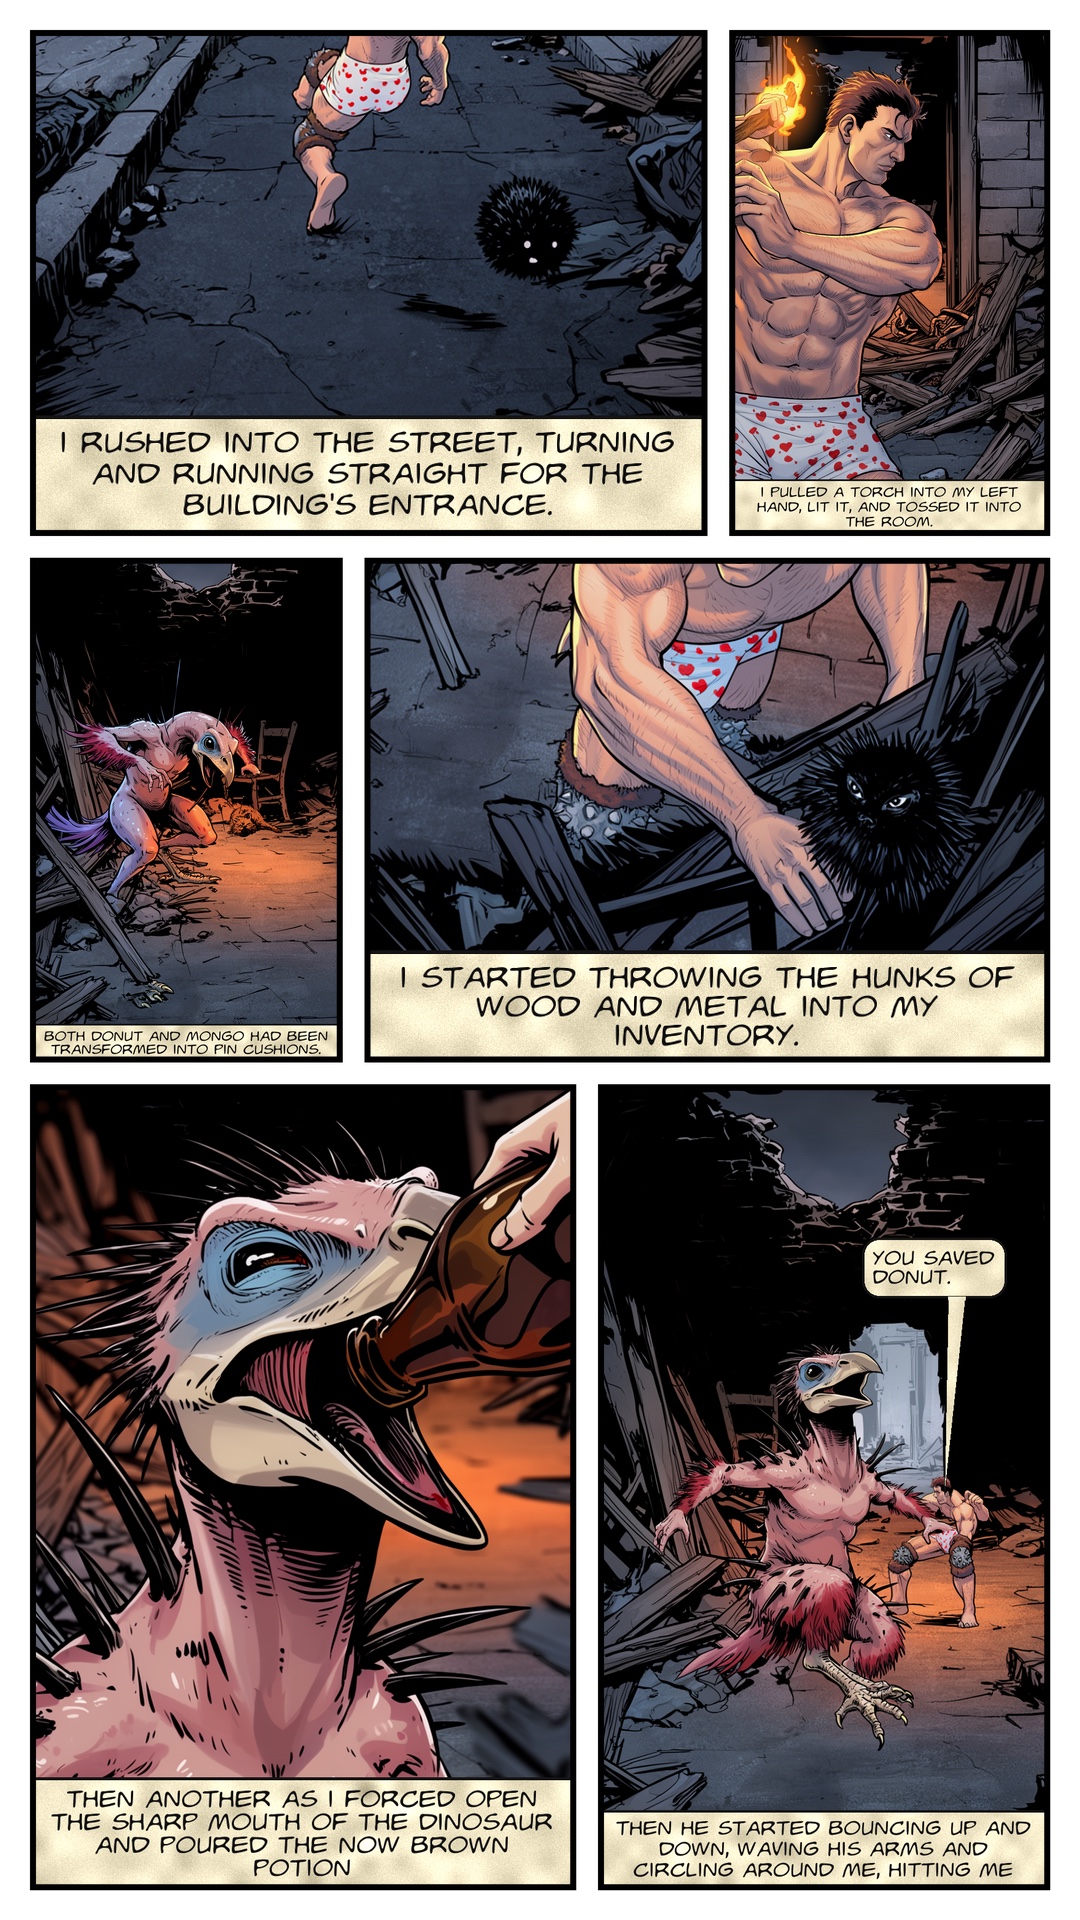 I RUSHED INTO THE STREET, TURNING
AND RUNNING STRAIGHT FOR THE
BUILDING'S ENTRANCE.
I PULLED A TORCH INTO MY LEFT
HAND, LIT IT, AND TOSSED IT INTO
THE ROOM.
BOTH DONUT AND MONGO HAD BEEN
TRANSFORMED INTO PIN CUSHIONS.
I STARTED THROWING THE HUNKS OF
WOOD AND METAL INTO MY
INVENTORY.
THEN ANOTHER AS I FORCED OPEN
THE SHARP MOUTH OF THE DINOSAUR
AND POURED THE NOW BROWN
POTION
YOU SAVED
DONUT.
THEN HE STARTED BOUNCING UP AND
DOWN, WAVING HIS ARMS AND
CIRCLING AROUND ME, HITTING ME